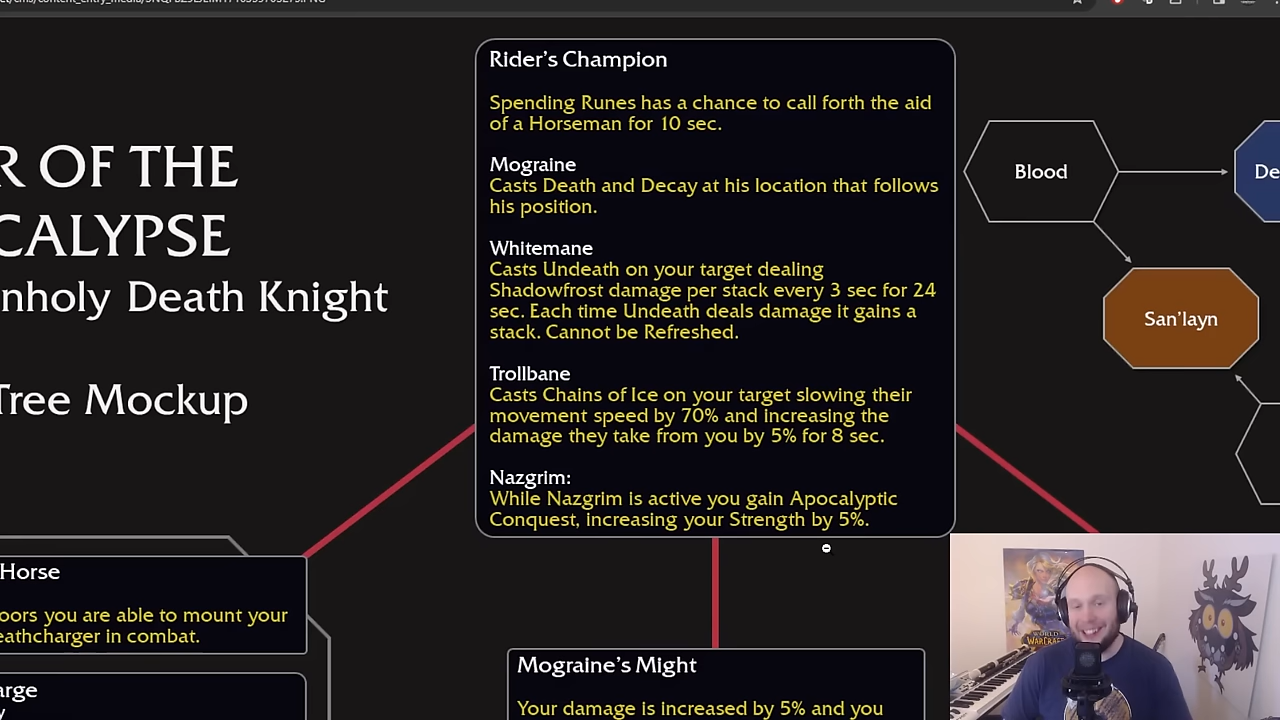 R OF THE
CALYPSE
nholy Death Knight
Tree Mockup
Rider's Champion
Spending Runes has a chance to call forth the aid
of a Horseman for 10 sec.
Mograine
Casts Death and Decay at his location that follows
his position.
Whitemane
Casts Undeath on your target dealing
Shadowfrost damage per stack every 3 sec for 24
sec. Each time Undeath deals damage it gains a
stack. Cannot be Refreshed.
Trollbane
Casts Chains of Ice on your target slowing their
movement speed by 70% and increasing the
damage they take from you by 5% for 8 sec.
Nazgrim:
While Nazgrim is active you gain Apocalyptic
Conquest, increasing your Strength by 5%.
Blood
De
San'layn
Horse
oors you are able to mount your
eathcharger in combat.
arge
y
Mograine's Might
Your damage is increased by 5% and you
WORLD
WARCRAFT